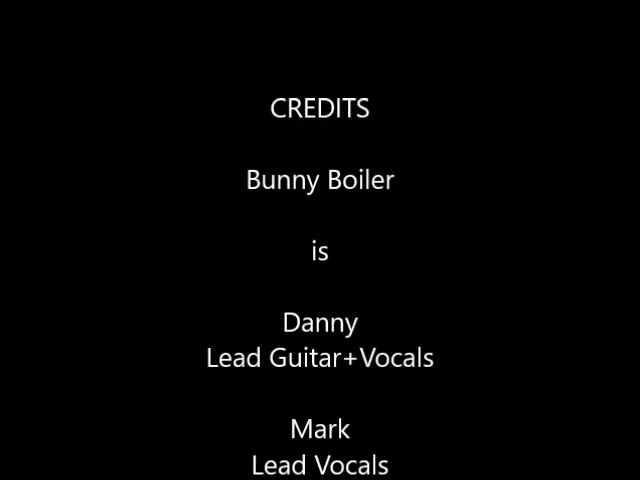 CREDITS
Bunny Boiler
is
Danny
Lead Guitar+Vocals
Mark
Lead Vocals